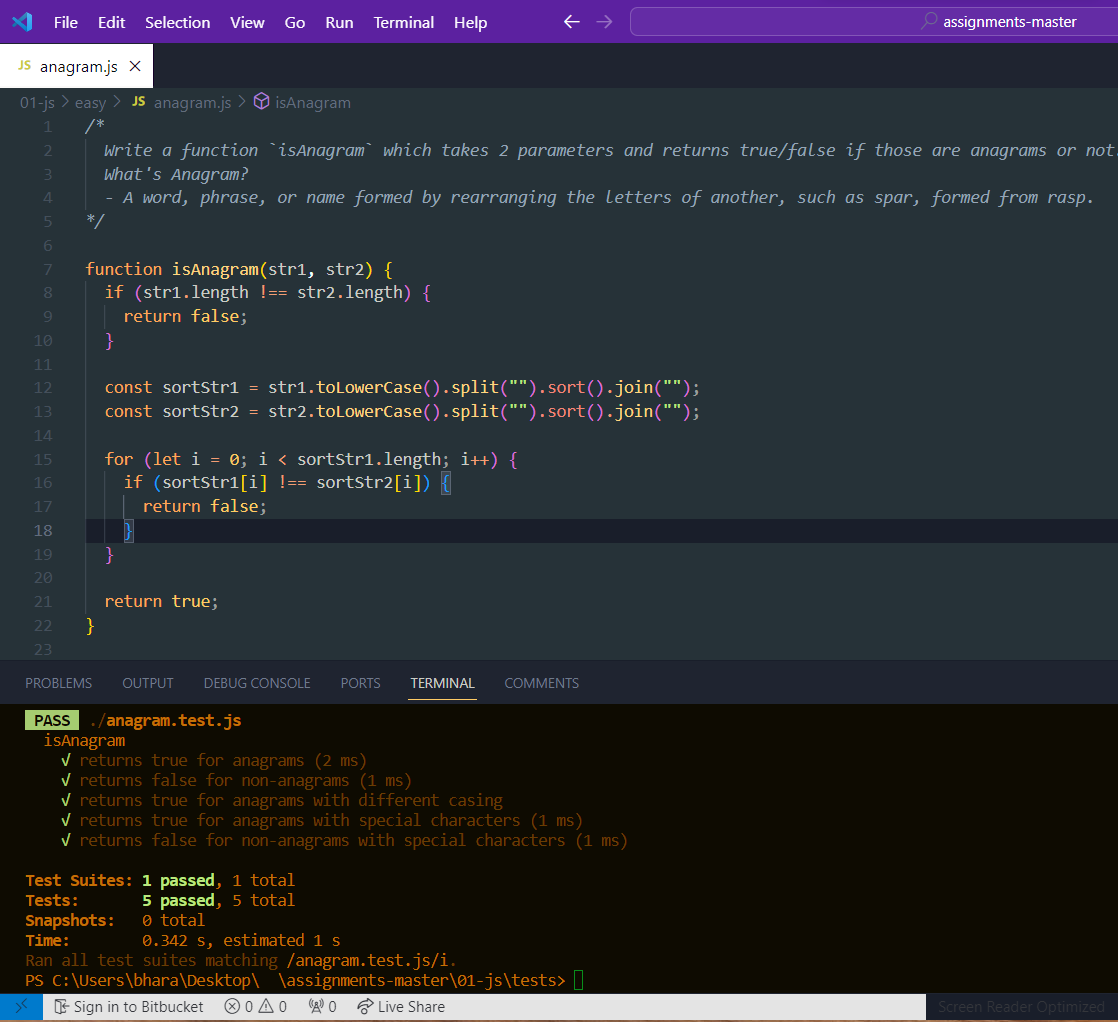 File Edit Selection View Go Run Terminal Help assignments-master
JS anagram.js
01-js > easy > JS anagram.js > isAnagram
1 /*
2 Write a function `isAnagram` which takes 2 parameters and returns true/false if those are anagrams or not.
3 What's Anagram?
4 - A word, phrase, or name formed by rearranging the letters of another, such as spar, formed from rasp.
5 */
6
7 function isAnagram(str1, str2) {
8 if (str1.length !== str2.length) {
9 return false;
10 }
11
12 const sortStr1 = str1.toLowerCase().split("").sort().join("");
13 const sortStr2 = str2.toLowerCase().split("").sort().join("");
14
15 for (let i = 0; i < sortStr1.length; i++) {
16 if (sortStr1[i] !== sortStr2[i]) {
17 return false;
18 }
19 }
20
21 return true;
22 }
23
PROBLEMS OUTPUT DEBUG CONSOLE PORTS TERMINAL COMMENTS
PASS ./anagram.test.js
isAnagram
√ returns true for anagrams (2 ms)
√ returns false for non-anagrams (1 ms)
√ returns true for anagrams with different casing
√ returns true for anagrams with special characters (1 ms)
√ returns false for non-anagrams with special characters (1 ms)
Test Suites: 1 passed, 1 total
Tests: 5 passed, 5 total
Snapshots: 0 total
Time: 0.342 s, estimated 1 s
Ran all test suites matching /anagram.test.js/i.
PS C:\Users\bhara\Desktop\ \assignments-master\01-js\tests>
Sign in to Bitbucket 0 0 0 Live Share Screen Reader Optimized